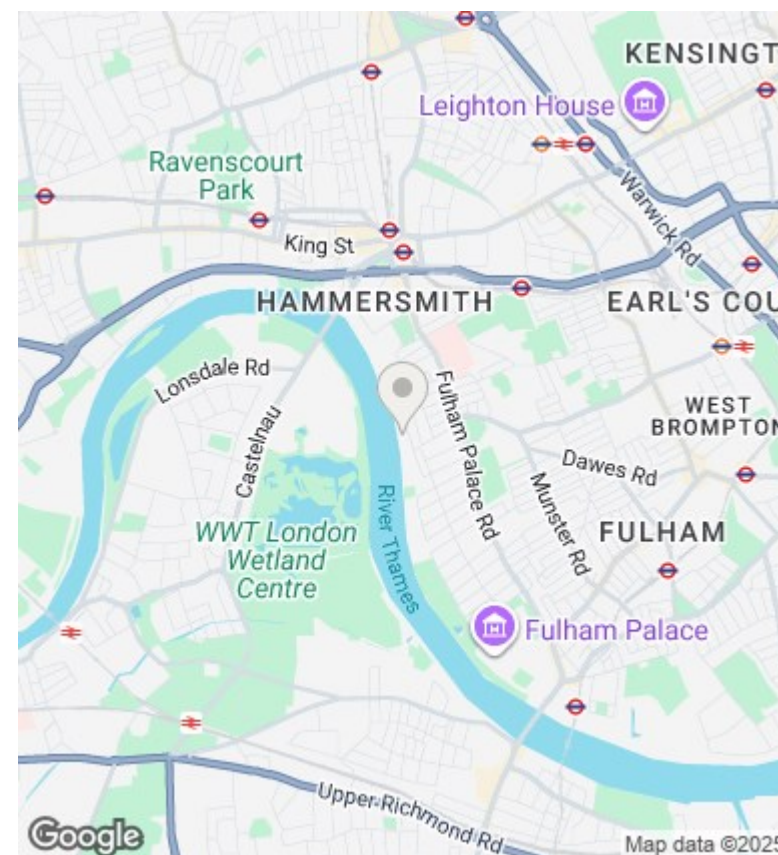 KENSINGT
Leighton House
Ravenscourt
Park
Warwick Rd
King St
HAMMERSMITH
EARL'S COU
Lonsdale Rd
Castelnau
Fulham Palace Rd
WEST
BROMPTON
Dawes Rd
Munster Rd
River Thames
WWT London
Wetland
Centre
FULHAM
Fulham Palace
Upper Richmond Rd
Google
Map data ©2025